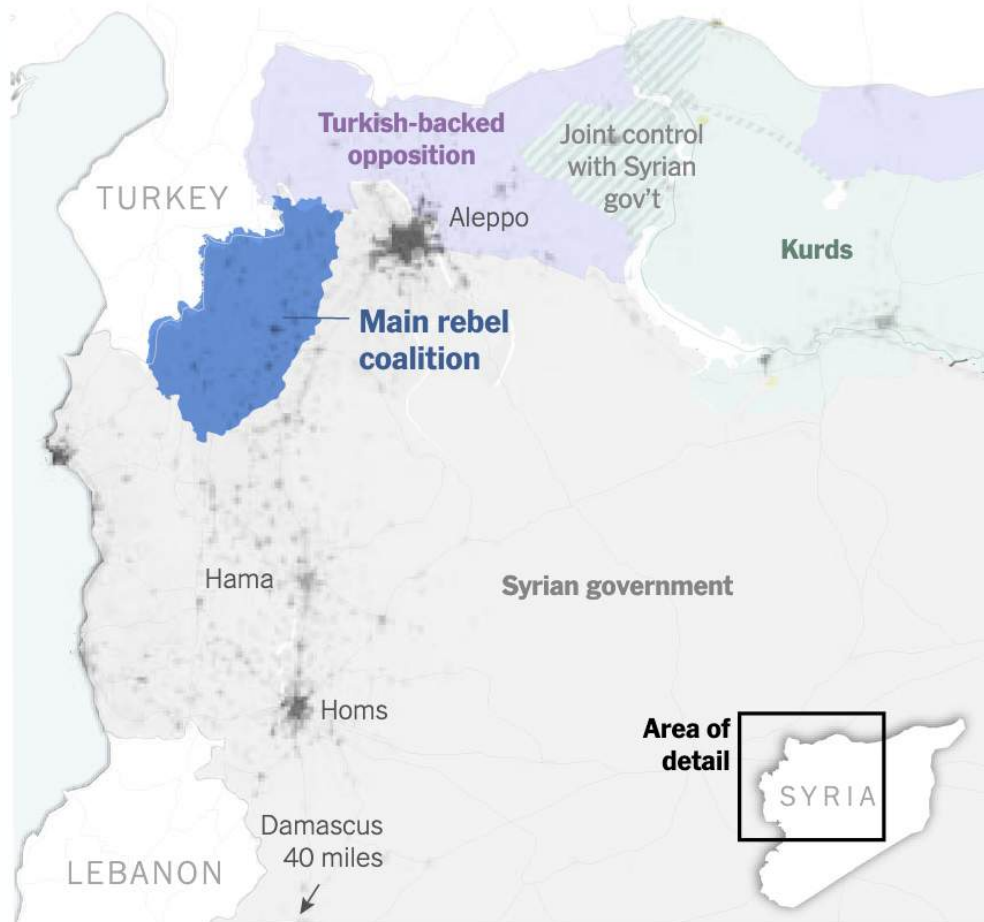 Turkish-backed
opposition
Joint control
with Syrian
gov't
TURKEY
Aleppo
Kurds
Main rebel
coalition
Hama
Syrian government
Homs
Area of
detail
SYRIA
Damascus
40 miles
LEBANON